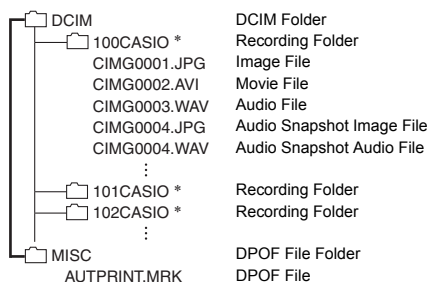 DCIM DCIM Folder
100CASIO * Recording Folder
CIMG0001.JPG Image File
CIMG0002.AVI Movie File
CIMG0003.WAV Audio File
CIMG0004.JPG Audio Snapshot Image File
CIMG0004.WAV Audio Snapshot Audio File
101CASIO * Recording Folder
102CASIO * Recording Folder
MISC DPOF File Folder
AUTPRINT.MRK DPOF File